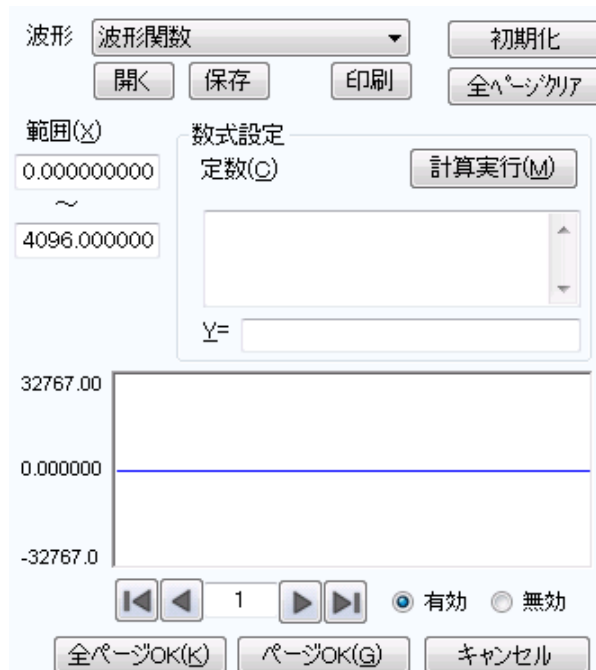 波形 波形関数 初期化
開く 保存 印刷 全ﾍﾟｰｼﾞｸﾘｱ
範囲(X) 数式設定
0.000000000 定数(C) 計算実行(M)
～
4096.000000
Y=
32767.00
0.000000
-32767.0
1 有効 無効
全ページOK(K) ページOK(G) キャンセル